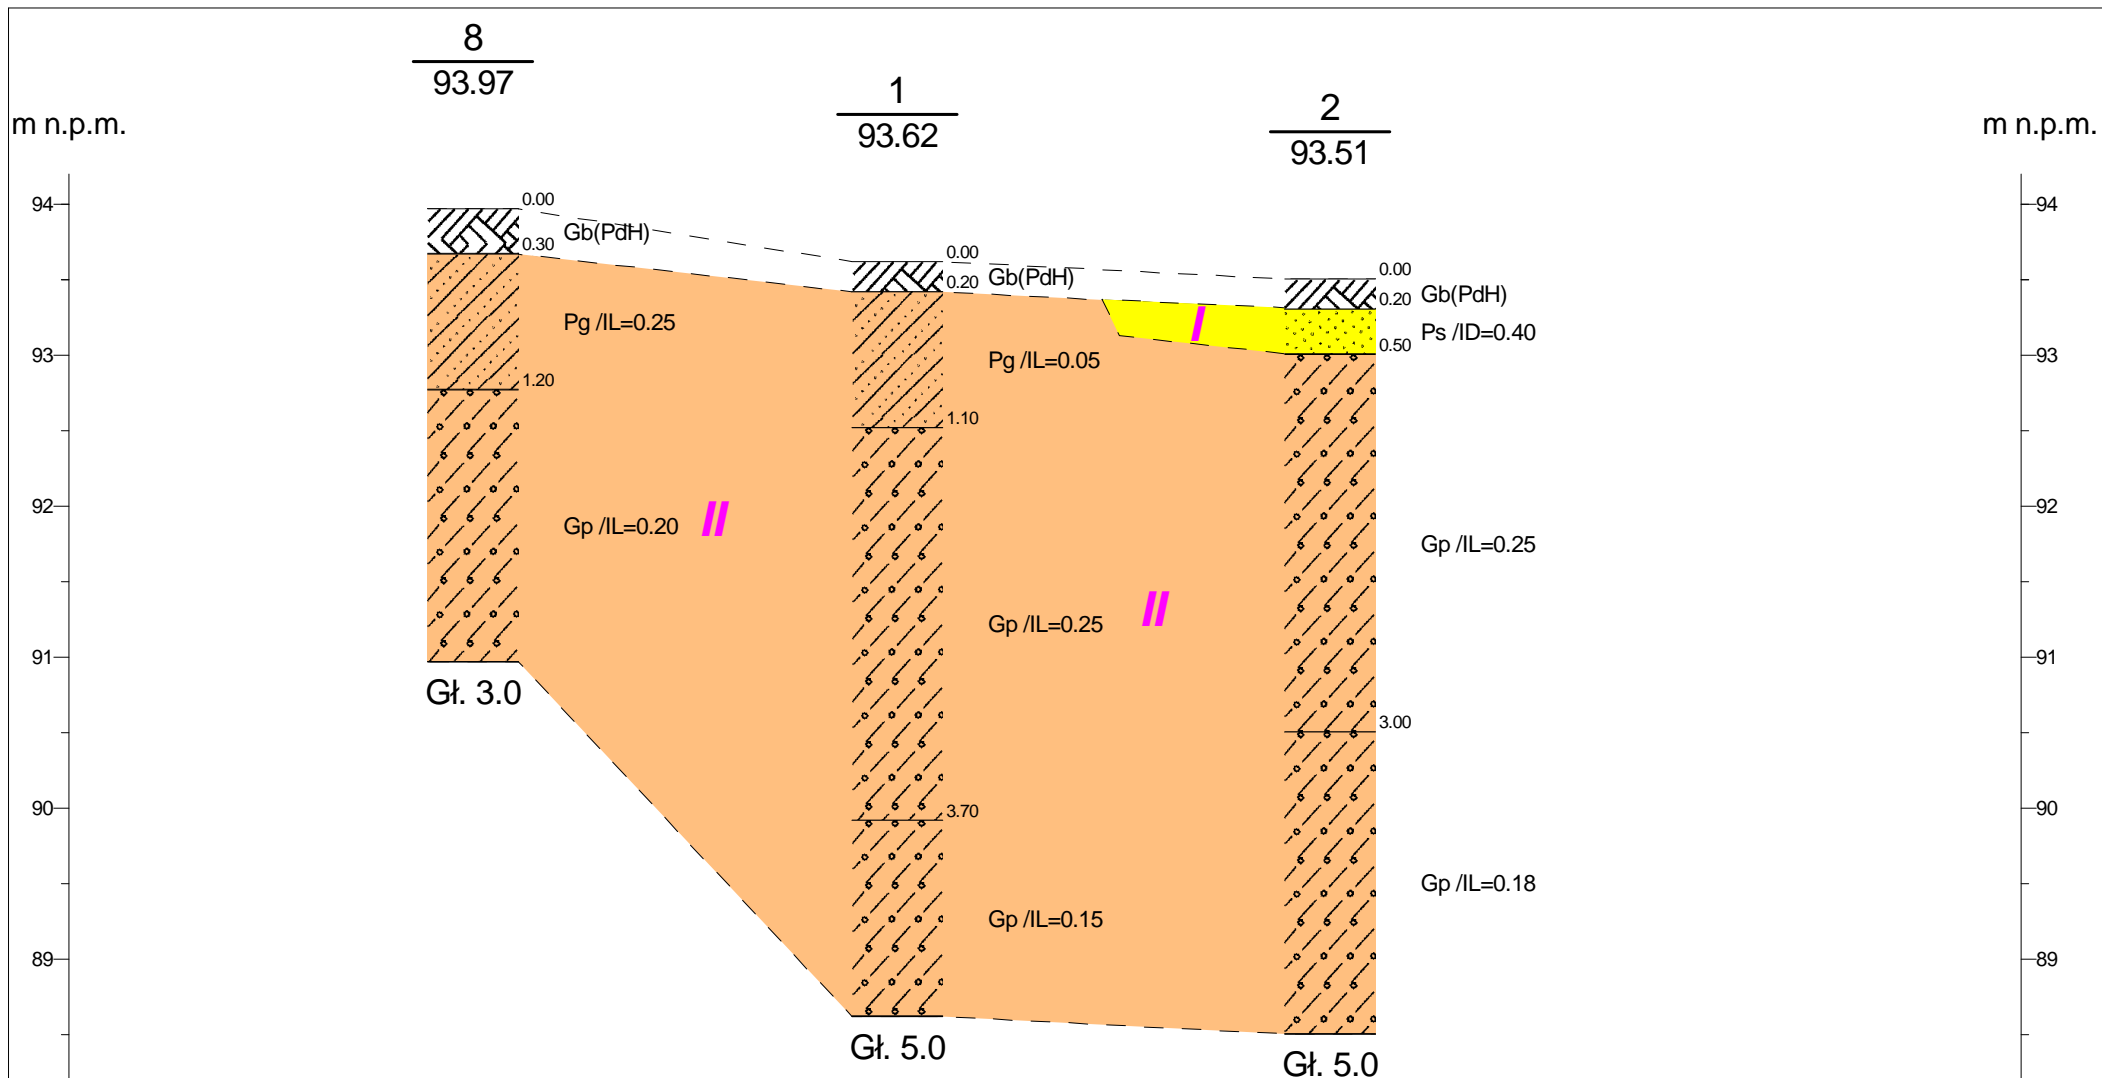 8
93.97
1
93.62
2
93.51
m n.p.m.
m n.p.m.
94
94
0.00
Gb(PdH)
0.30
0.00
Gb(PdH)
0.20
0.00
Gb(PdH)
0.20
Pg /IL=0.25
Ps /ID=0.40
I
0.50
93
93
Pg /IL=0.05
1.20
1.10
92
92
Gp /IL=0.20
II
Gp /IL=0.25
Gp /IL=0.25
II
91
91
Gł. 3.0
3.00
90
90
3.70
Gp /IL=0.18
Gp /IL=0.15
89
89
Gł. 5.0
Gł. 5.0